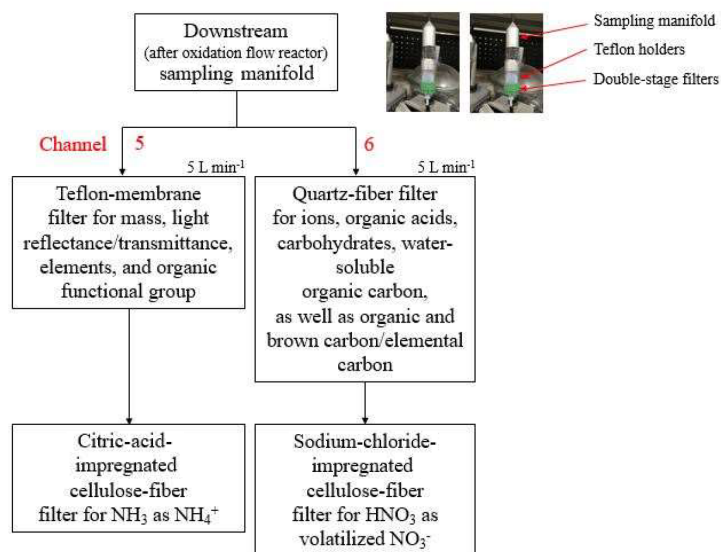 Downstream
(after oxidation flow reactor)
sampling manifold
Sampling manifold
Teflon holders
Double-stage filters
Channel 5
6
5 L min⁻¹
5 L min⁻¹
Teflon-membrane
filter for mass, light
reflectance/transmittance,
elements, and organic
functional group
Quartz-fiber filter
for ions, organic acids,
carbohydrates, water-
soluble
organic carbon,
as well as organic and
brown carbon/elemental
carbon
Citric-acid-
impregnated
cellulose-fiber
filter for NH₃ as NH₄⁺
Sodium-chloride-
impregnated
cellulose-fiber
filter for HNO₃ as
volatilized NO₃⁻